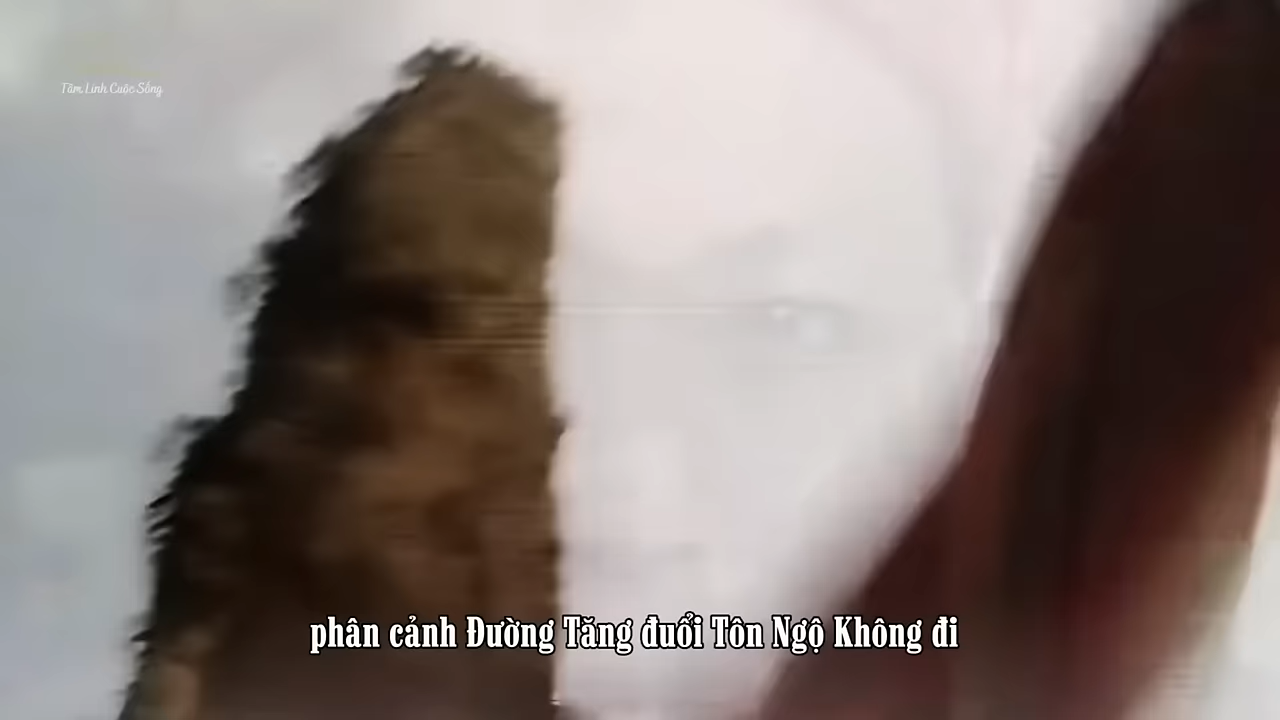 Tâm Linh Cuộc Sống
phân cảnh Đường Tăng đuổi Tôn Ngộ Không đi